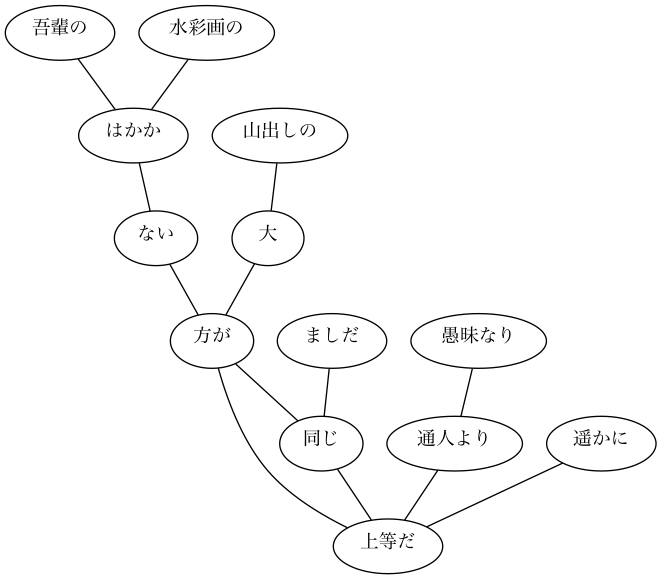 吾輩の
水彩画の
はかか
山出しの
ない
大
方が
ましだ
愚昧なり
同じ
通人より
遥かに
上等だ